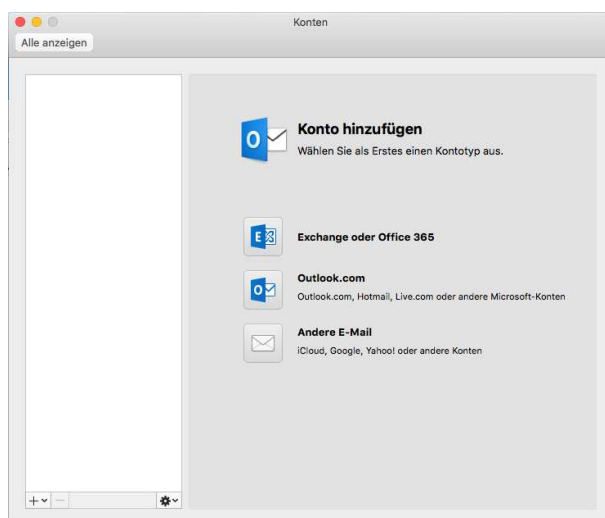 Konten
Alle anzeigen
Konto hinzufügen
Wählen Sie als Erstes einen Kontotyp aus.
Exchange oder Office 365
Outlook.com
Outlook.com, Hotmail, Live.com oder andere Microsoft-Konten
Andere E-Mail
iCloud, Google, Yahoo! oder andere Konten